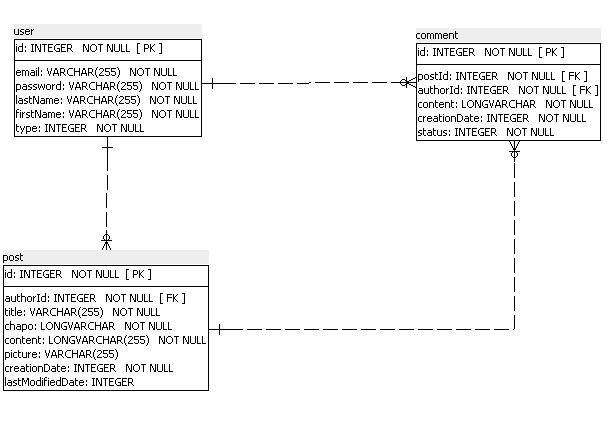 user
id: INTEGER NOT NULL [ PK ]
email: VARCHAR(255) NOT NULL
password: VARCHAR(255) NOT NULL
lastName: VARCHAR(255) NOT NULL
firstName: VARCHAR(255) NOT NULL
type: INTEGER NOT NULL
comment
id: INTEGER NOT NULL [ PK ]
postId: INTEGER NOT NULL [ FK ]
authorId: INTEGER NOT NULL [ FK ]
content: LONGVARCHAR NOT NULL
creationDate: INTEGER NOT NULL
status: INTEGER NOT NULL
post
id: INTEGER NOT NULL [ PK ]
authorId: INTEGER NOT NULL [ FK ]
title: VARCHAR(255) NOT NULL
chapo: LONGVARCHAR NOT NULL
content: LONGVARCHAR NOT NULL
picture: VARCHAR(255)
creationDate: INTEGER NOT NULL
lastModifiedDate: INTEGER